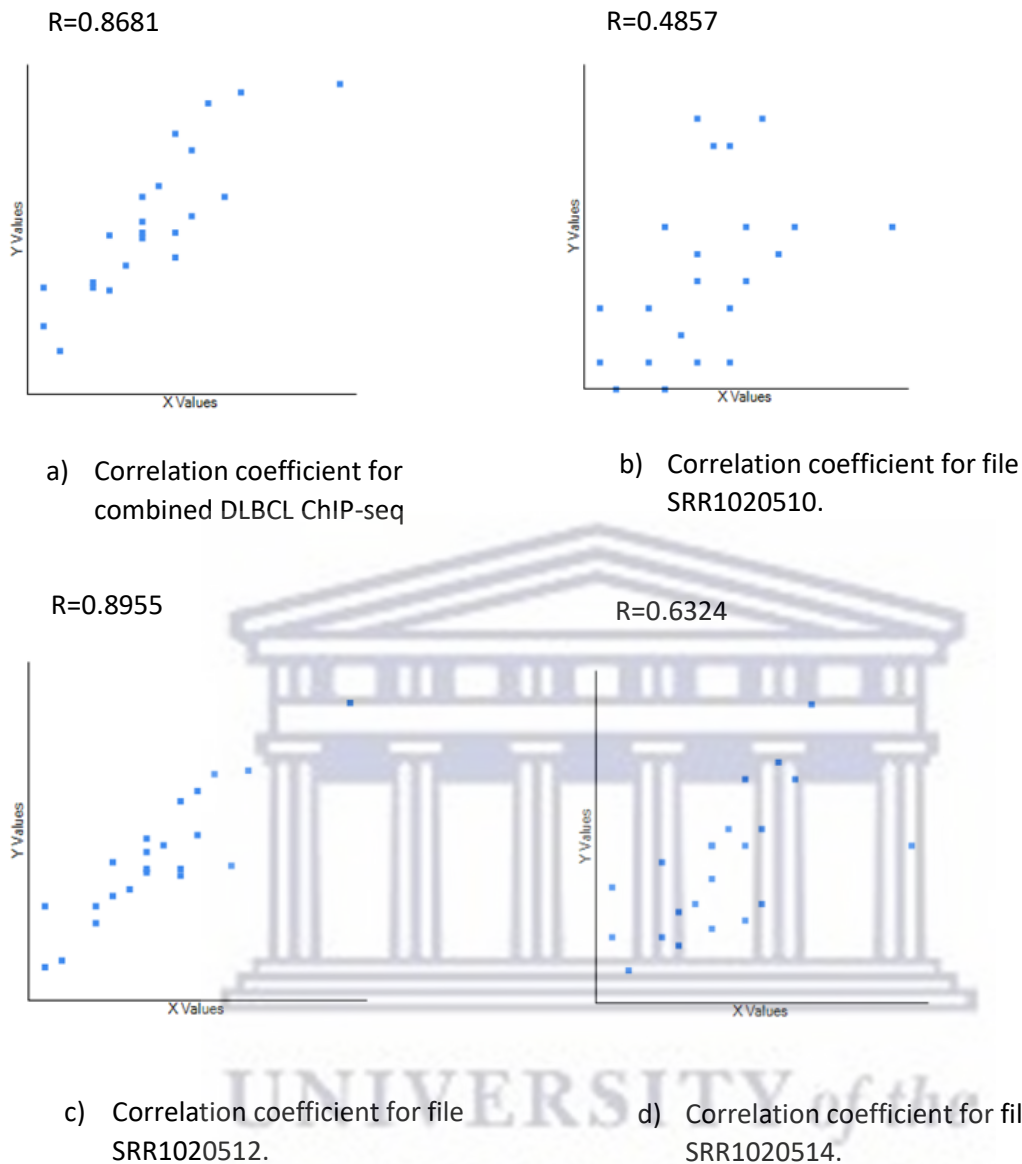 R=0.8681
R=0.4857
Y Values
X Values
Y Values
X Values
a) Correlation coefficient for
combined DLBCL ChIP-seq
b) Correlation coefficient for file
SRR1020510.
R=0.8955
R=0.6324
Y Values
X Values
Y Values
X Values
c) Correlation coefficient for file
SRR1020512.
d) Correlation coefficient for fil
SRR1020514.
UNIVERSITY of the